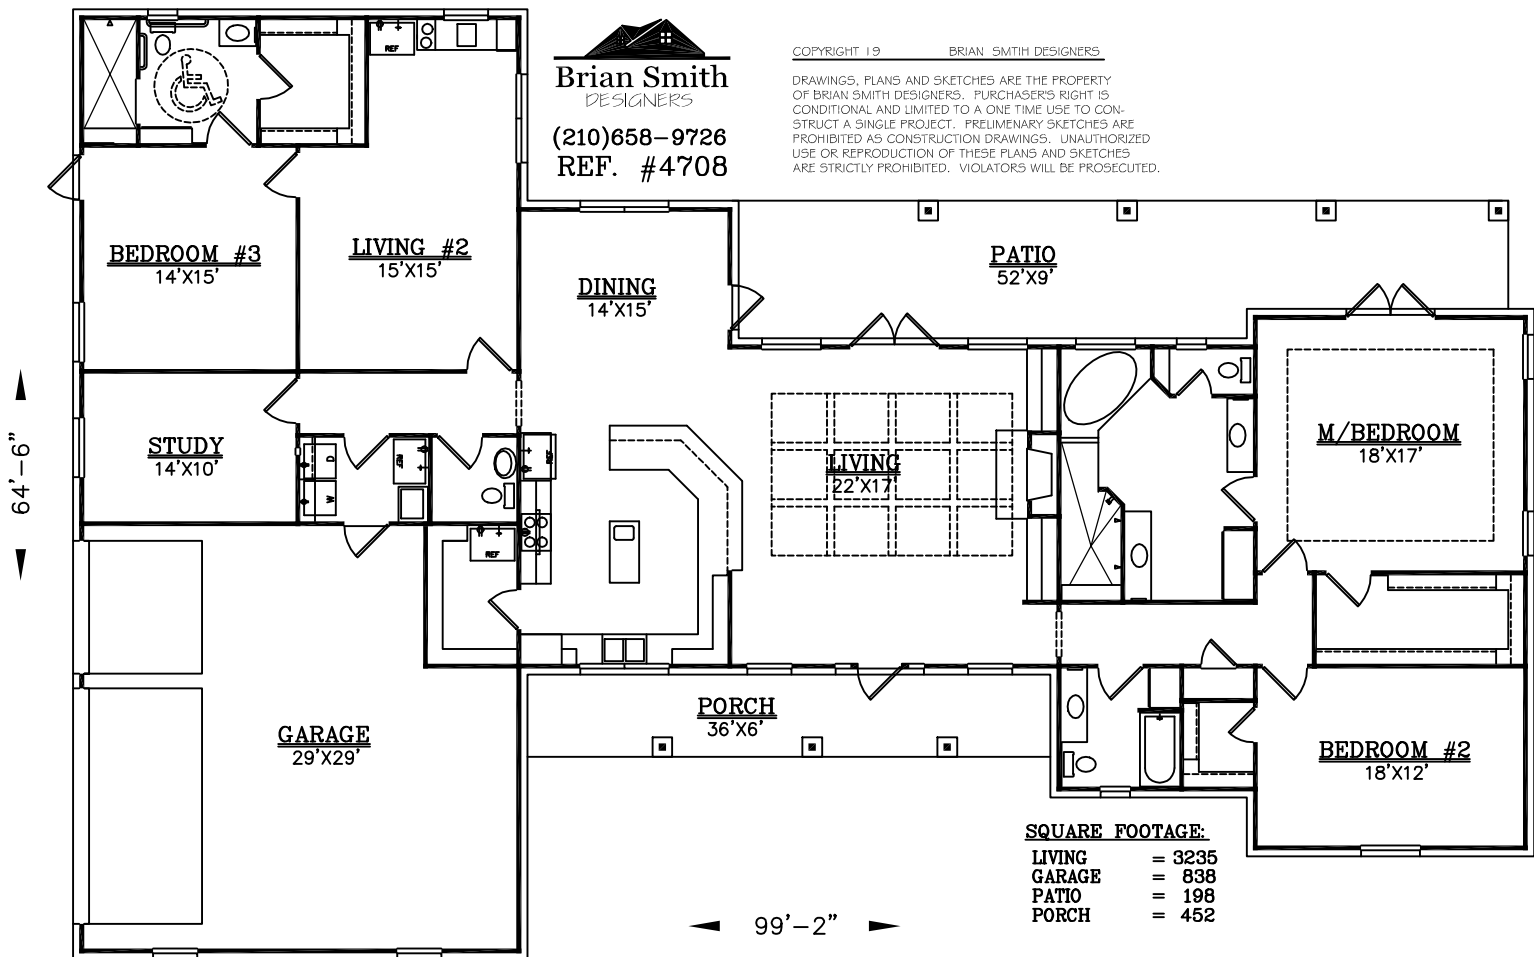 Brian Smith
DESIGNERS
(210)658-9726
REF. #4708
COPYRIGHT 19 BRIAN SMTIH DESIGNERS
DRAWINGS, PLANS AND SKETCHES ARE THE PROPERTY
OF BRIAN SMITH DESIGNERS. PURCHASER'S RIGHT IS
CONDITIONAL AND LIMITED TO A ONE TIME USE TO CON-
STRUCT A SINGLE PROJECT. PRELIMENARY SKETCHES ARE
PROHIBITED AS CONSTRUCTION DRAWINGS. UNAUTHORIZED
USE OR REPRODUCTION OF THESE PLANS AND SKETCHES
ARE STRICTLY PROHIBITED. VIOLATORS WILL BE PROSECUTED.
REF
BEDROOM #3
14'X15'
LIVING #2
15'X15'
DINING
14'X15'
PATIO
52'X9'
STUDY
14'X10'
D
W
REF
REF
LIVING
22'X17'
M/BEDROOM
18'X17'
REF
64'-6"
GARAGE
29'X29'
PORCH
36'X6'
BEDROOM #2
18'X12'
SQUARE FOOTAGE:
LIVING = 3235
GARAGE = 838
PATIO = 198
PORCH = 452
99'-2"